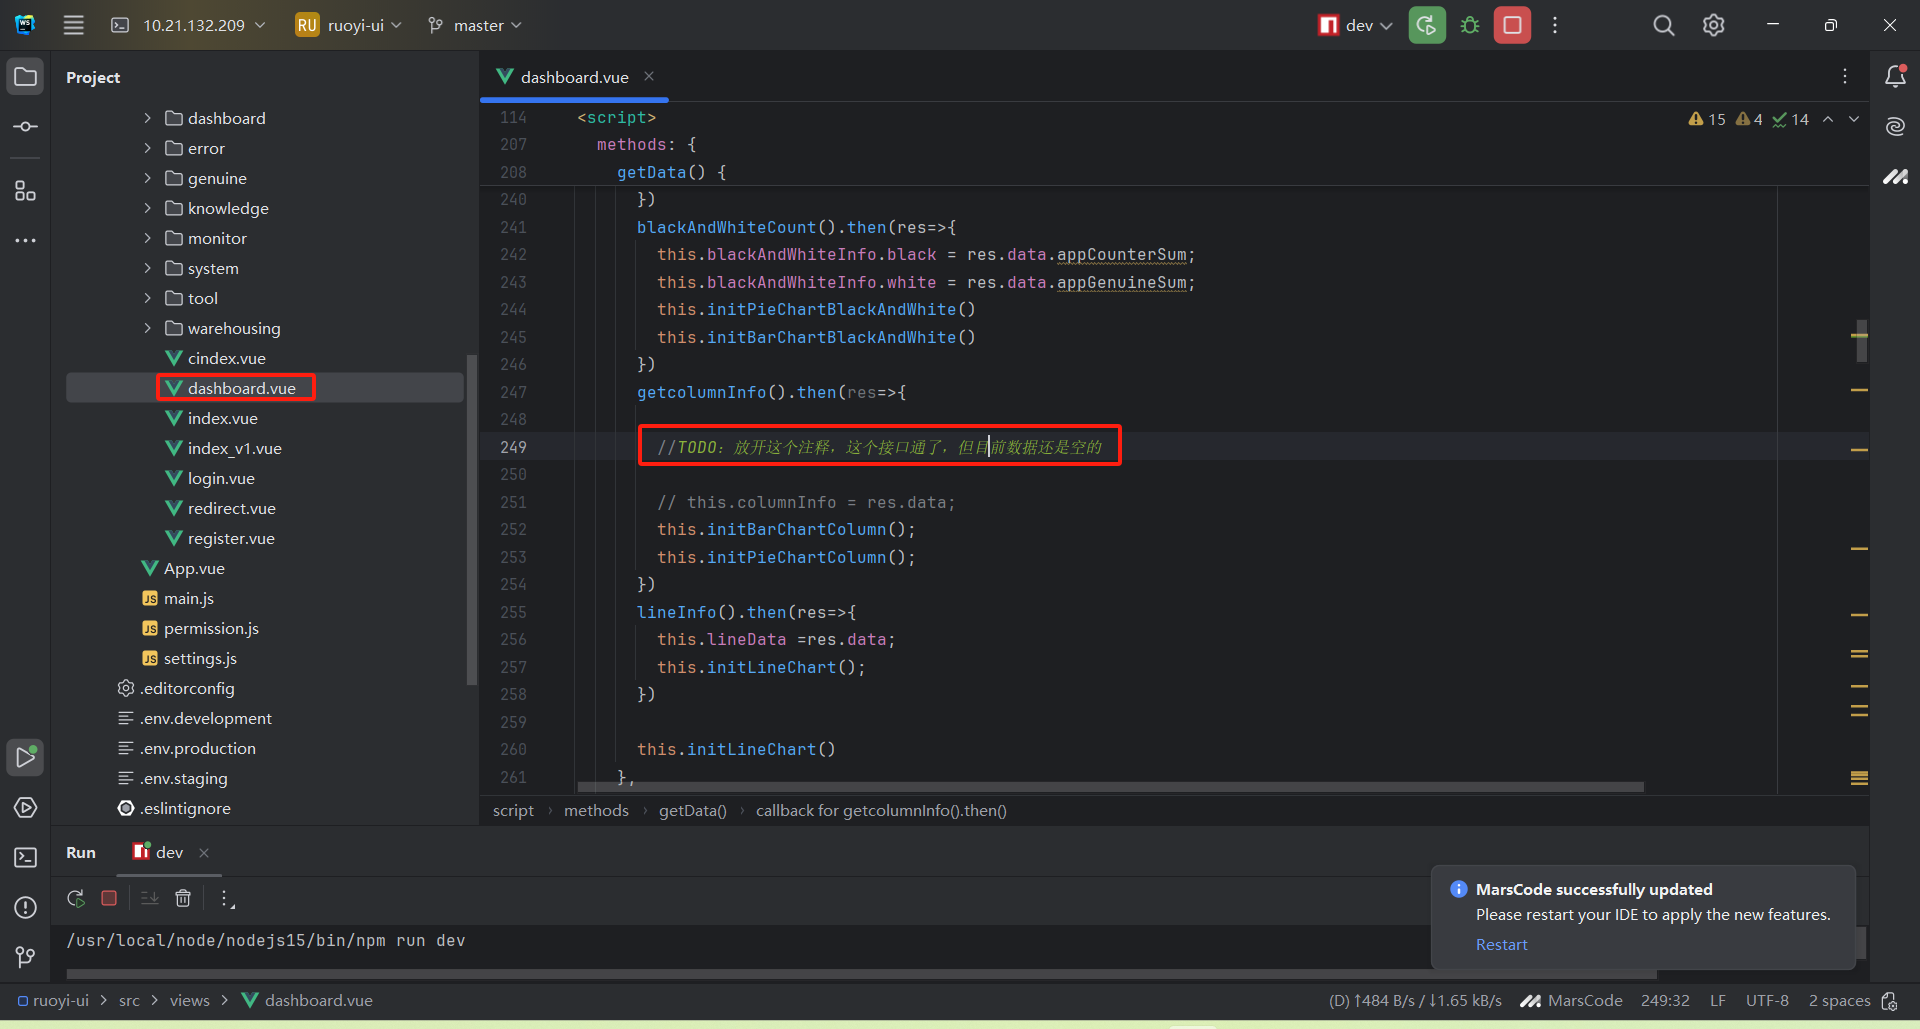 WS
10.21.132.209
RU ruoyi-ui
master
dev
Project
dashboard.vue
dashboard
error
genuine
knowledge
monitor
system
tool
warehousing
cindex.vue
dashboard.vue
index.vue
index_v1.vue
login.vue
redirect.vue
register.vue
App.vue
JS main.js
JS permission.js
JS settings.js
.editorconfig
.env.development
.env.production
.env.staging
.eslintignore
15 4 14
114 <script>
207 methods: {
208 getData() {
240 })
241 blackAndWhiteCount().then(res=>{
242 this.blackAndWhiteInfo.black = res.data.appCounterSum;
243 this.blackAndWhiteInfo.white = res.data.appGenuineSum;
244 this.initPieChartBlackAndWhite()
245 this.initBarChartBlackAndWhite()
246 })
247 getcolumnInfo().then(res=>{
248
249 //TODO: 放开这个注释，这个接口通了，但目前数据还是空的
250
251 // this.columnInfo = res.data;
252 this.initBarChartColumn();
253 this.initPieChartColumn();
254 })
255 lineInfo().then(res=>{
256 this.lineData =res.data;
257 this.initLineChart();
258 })
259
260 this.initLineChart()
261 },
script › methods › getData() › callback for getcolumnInfo().then()
Run dev
/usr/local/node/nodejs15/bin/npm run dev
MarsCode successfully updated
Please restart your IDE to apply the new features.
Restart
ruoyi-ui > src > views > dashboard.vue
(D) ↑484 B/s / ↓1.65 kB/s MarsCode 249:32 LF UTF-8 2 spaces